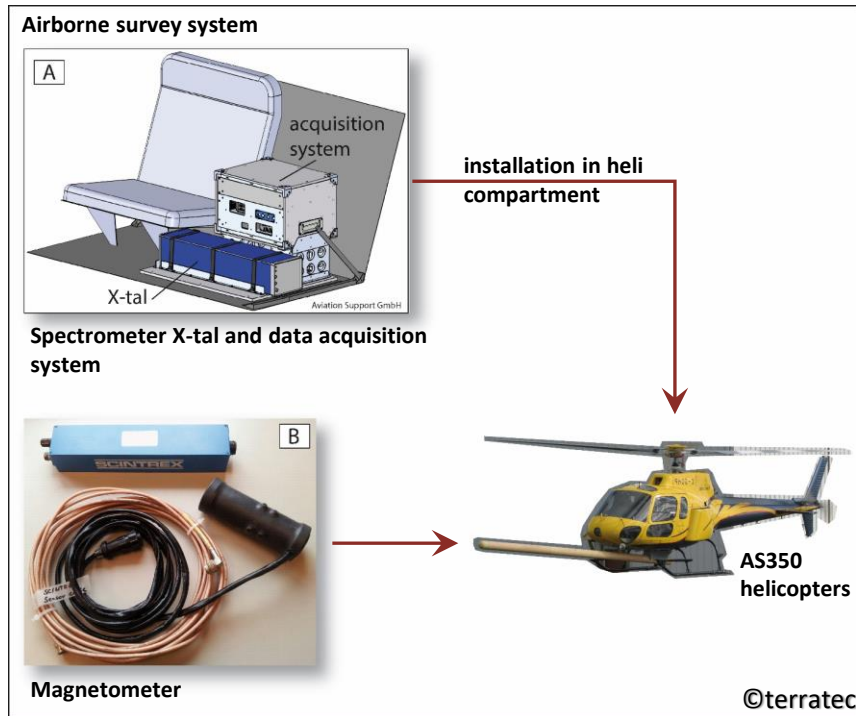 Airborne survey system
A
acquisition
system
X-tal
Aviation Support GmbH
installation in heli
compartment
Spectrometer X-tal and data acquisition
system
B
SCINTREX
SCINTREX
Magnetometer
AS350
helicopters
©terratec